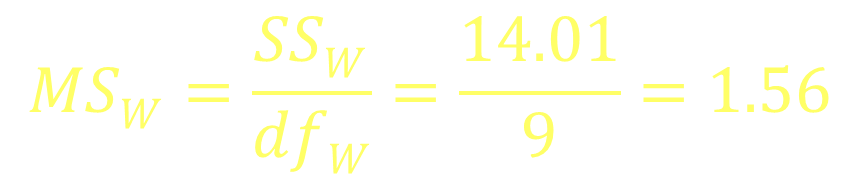 MS_W = SS_W / df_W = 14.01 / 9 = 1.56